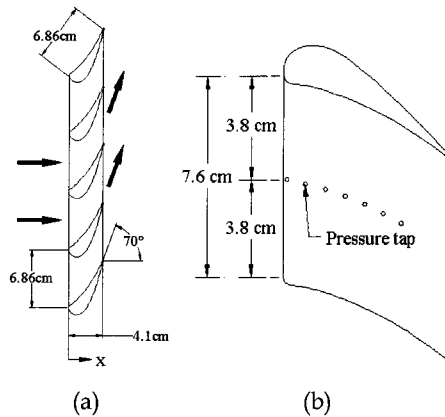 6.86cm
6.86cm
70°
4.1cm
X
(a)
3.8 cm
7.6 cm
3.8 cm
Pressure tap
(b)